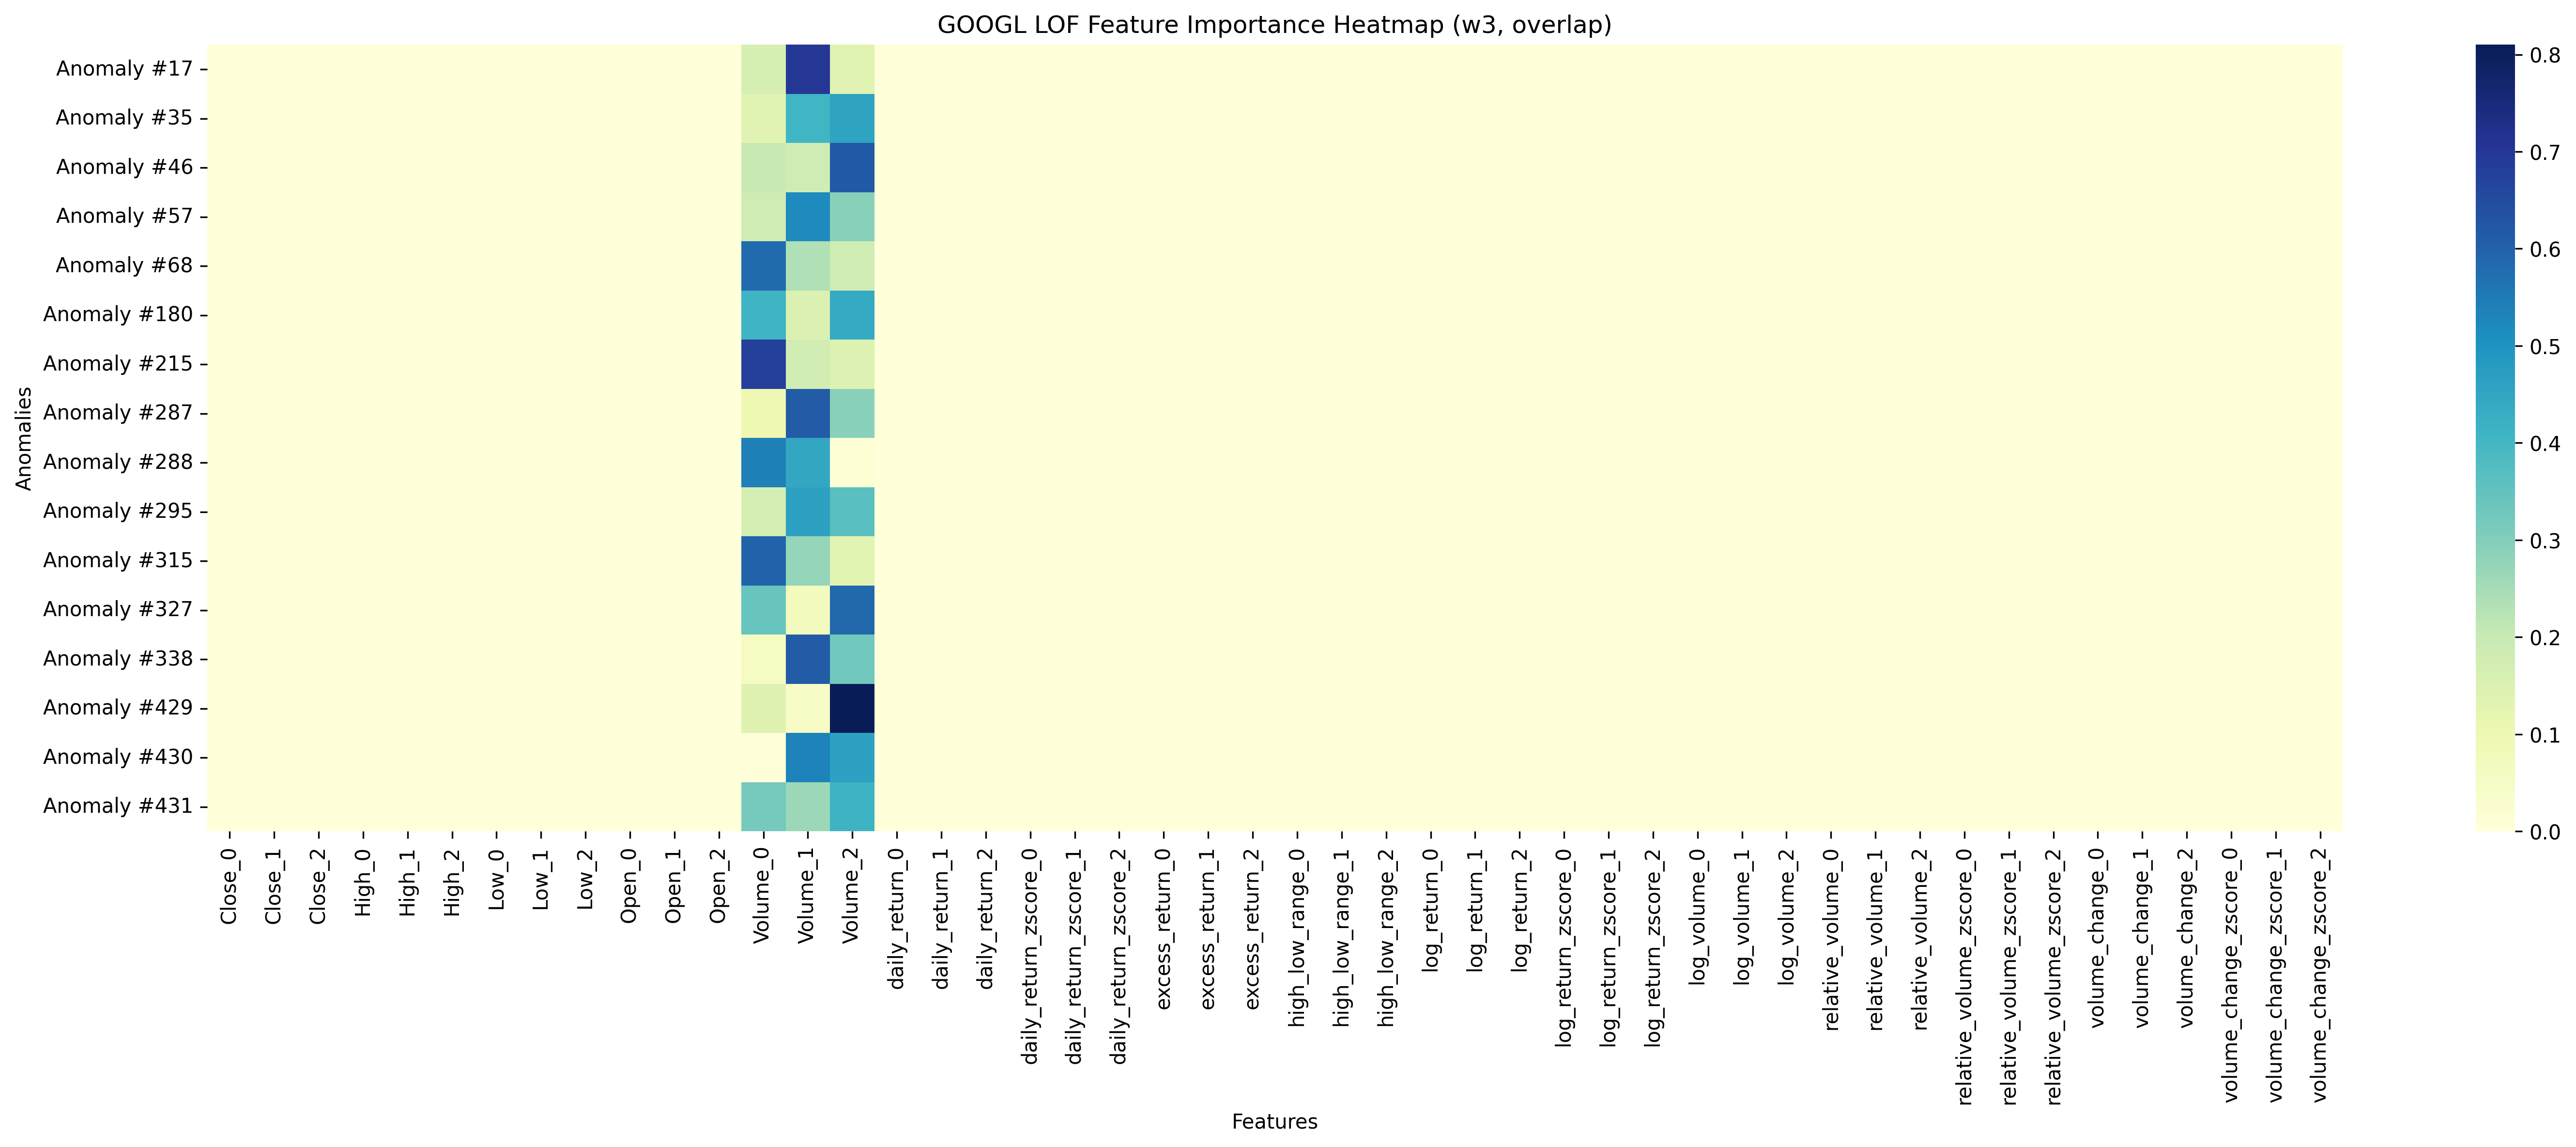 GOOGL LOF Feature Importance Heatmap (w3, overlap)
Anomalies
Anomaly #17
Anomaly #35
Anomaly #46
Anomaly #57
Anomaly #68
Anomaly #180
Anomaly #215
Anomaly #287
Anomaly #288
Anomaly #295
Anomaly #315
Anomaly #327
Anomaly #338
Anomaly #429
Anomaly #430
Anomaly #431
0.8
0.7
0.6
0.5
0.4
0.3
0.2
0.1
0.0
Close_0
Close_1
Close_2
High_0
High_1
High_2
Low_0
Low_1
Low_2
Open_0
Open_1
Open_2
Volume_0
Volume_1
Volume_2
daily_return_0
daily_return_1
daily_return_2
daily_return_zscore_0
daily_return_zscore_1
daily_return_zscore_2
excess_return_0
excess_return_1
excess_return_2
high_low_range_0
high_low_range_1
high_low_range_2
log_return_0
log_return_1
log_return_2
log_return_zscore_0
log_return_zscore_1
log_return_zscore_2
log_volume_0
log_volume_1
log_volume_2
relative_volume_0
relative_volume_1
relative_volume_2
relative_volume_zscore_0
relative_volume_zscore_1
relative_volume_zscore_2
volume_change_0
volume_change_1
volume_change_2
volume_change_zscore_0
volume_change_zscore_1
volume_change_zscore_2
Features